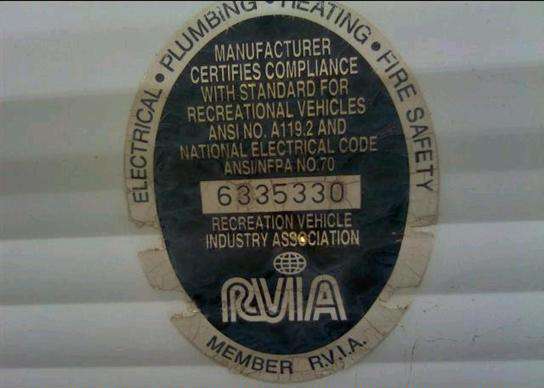 ELECTRICAL • PLUMBING • HEATING • FIRE SAFETY
MANUFACTURER
CERTIFIES COMPLIANCE
WITH STANDARD FOR
RECREATIONAL VEHICLES
ANSI NO. A119.2 AND
NATIONAL ELECTRICAL CODE
ANSI/NFPA NO.70
6335330
RECREATION VEHICLE
INDUSTRY ASSOCIATION
RVIA
MEMBER R.V.I.A.